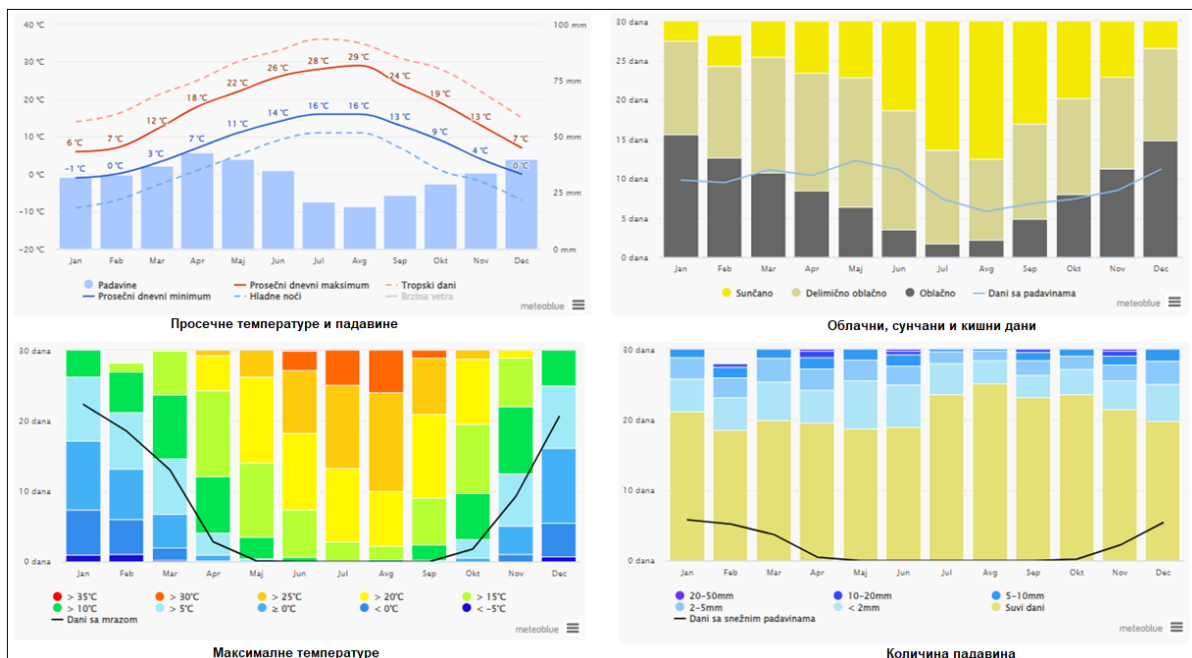 40 °C
30 °C
20 °C
10 °C
0 °C
-10 °C
-20 °C
100 mm
75 mm
50 mm
25 mm
0 mm
6 °C 7 °C 12 °C 18 °C 22 °C 26 °C 28 °C 29 °C 24 °C 19 °C 13 °C 7 °C
-1 °C 0 °C 3 °C 7 °C 11 °C 14 °C 16 °C 16 °C 13 °C 9 °C 4 °C 0 °C
Jan Feb Mar Apr Maj Jun Jul Avg Sep Okt Nov Dec
Padavine Prosečni dnevni maksimum Tropski dani
Prosečni dnevni minimum Hladne noći Brzina vetra
meteoblue
Просечне температуре и падавине
30 dana
25 dana
20 dana
15 dana
10 dana
5 dana
0 dana
Jan Feb Mar Apr Maj Jun Jul Avg Sep Okt Nov Dec
Sunčano Delimično oblačno Oblačno Dani sa padavinama
meteoblue
Облачни, сунчани и кишни дани
30 dana
20 dana
10 dana
0 dana
Jan Feb Mar Apr Maj Jun Jul Avg Sep Okt Nov Dec
> 35°C > 30°C > 25°C > 20°C > 15°C
> 10°C > 5°C ≥ 0°C < 0°C < -5°C
Dani sa mrazom
meteoblue
Максималне температуре
30 dana
20 dana
10 dana
0 dana
Jan Feb Mar Apr Maj Jun Jul Avg Sep Okt Nov Dec
20-50mm 10-20mm 5-10mm
2-5mm < 2mm Suvi dani
Dani sa snežnim padavinama
meteoblue
Количина падавина